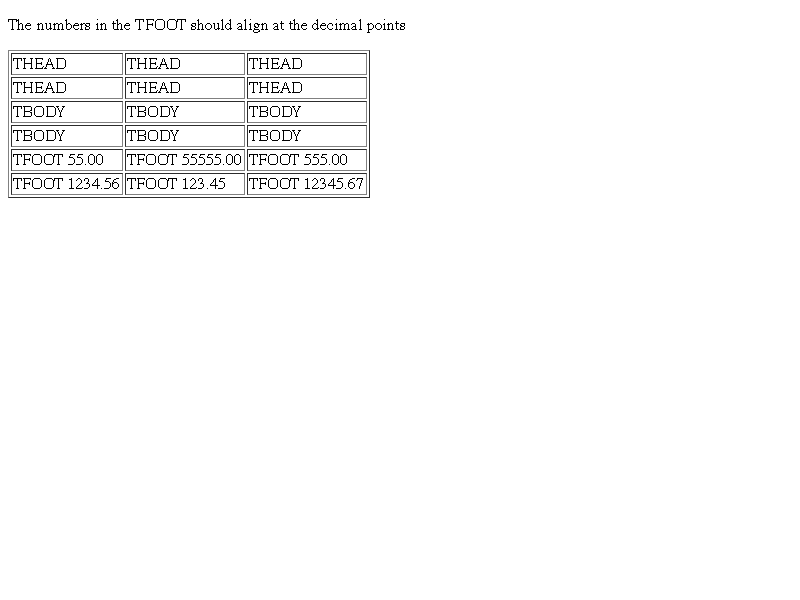 The numbers in the TFOOT should align at the decimal points
THEAD THEAD THEAD
THEAD THEAD THEAD
TBODY TBODY TBODY
TBODY TBODY TBODY
TFOOT 55.00 TFOOT 55555.00 TFOOT 555.00
TFOOT 1234.56 TFOOT 123.45 TFOOT 12345.67